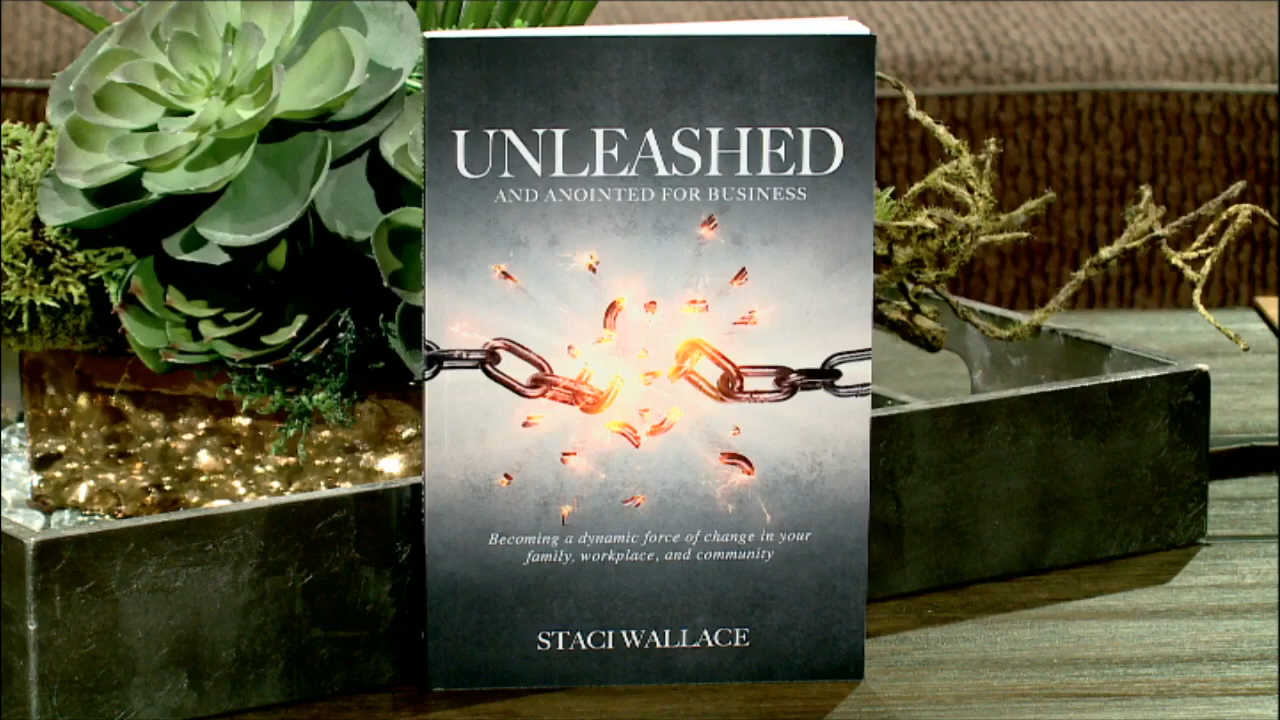 UNLEASHED
AND ANOINTED FOR BUSINESS
Becoming a dynamic force of change in your
family, workplace, and community
STACI WALLACE